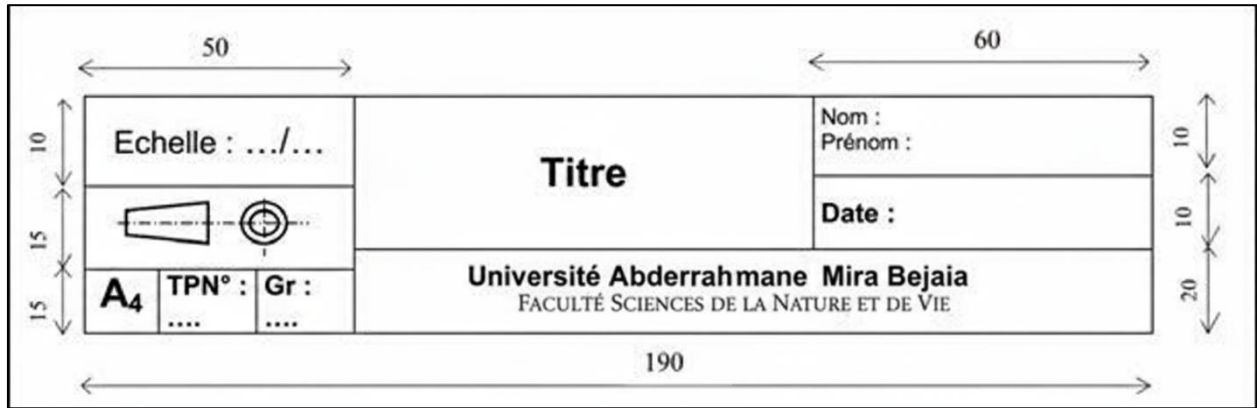 50
60
10
Echelle : .../...
Titre
Nom :
Prénom :
10
15
Date :
10
15
A4
TPN° :
....
Gr :
....
Université Abderrahmane Mira Bejaia
FACULTÉ SCIENCES DE LA NATURE ET DE VIE
20
190